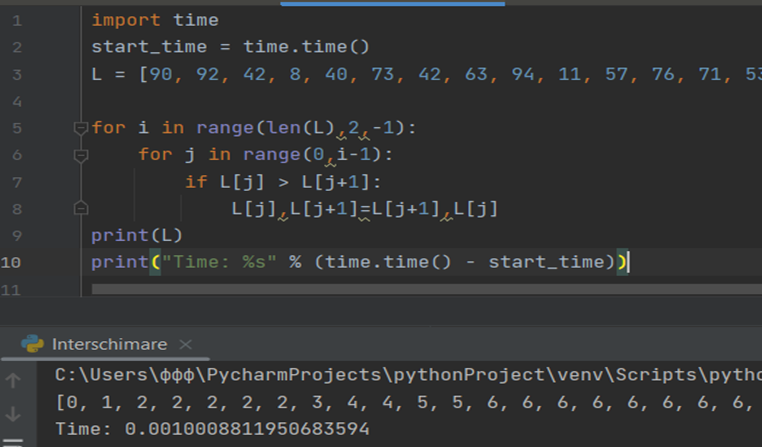 1 import time
2 start_time = time.time()
3 L = [90, 92, 42, 8, 40, 73, 42, 63, 94, 11, 57, 76, 71, 53
4
5 for i in range(len(L),2,-1):
6 for j in range(0,i-1):
7 if L[j] > L[j+1]:
8 L[j],L[j+1]=L[j+1],L[j]
9 print(L)
10 print("Time: %s" % (time.time() - start_time))
11
Interschimare
C:\Users\ффф\PycharmProjects\pythonProject\venv\Scripts\pytho
[0, 1, 2, 2, 2, 2, 2, 3, 4, 4, 5, 5, 6, 6, 6, 6, 6, 6, 6, 6,
Time: 0.0010008811950683594